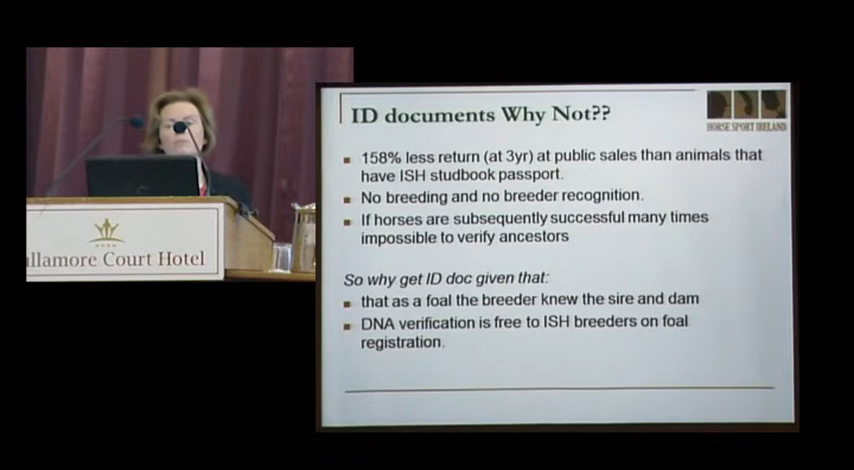 ID documents Why Not??
HORSE SPORT IRELAND
158% less return (at 3yr) at public sales than animals that
have ISH studbook passport.
No breeding and no breeder recognition.
If horses are subsequently successful many times
impossible to verify ancestors
So why get ID doc given that:
that as a foal the breeder knew the sire and dam
DNA verification is free to ISH breeders on foal
registration.
ullamore Court Hotel